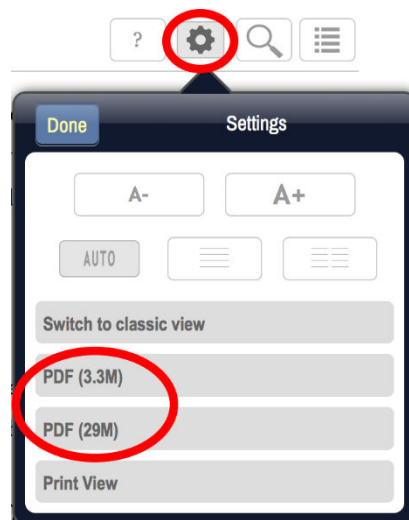 ?
Done
Settings
A-
A+
AUTO
Switch to classic view
PDF (3.3M)
PDF (29M)
Print View